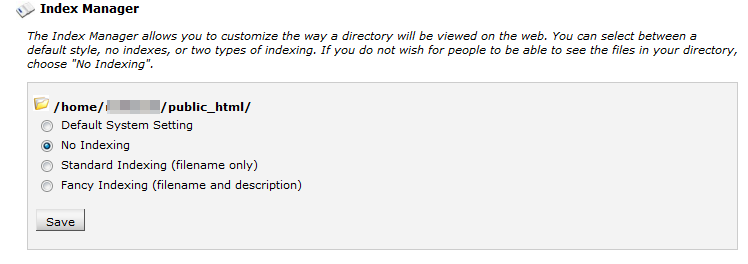 Index Manager
The Index Manager allows you to customize the way a directory will be viewed on the web. You can select between a
default style, no indexes, or two types of indexing. If you do not wish for people to be able to see the files in your directory,
choose "No Indexing".
/home/ /public_html/
Default System Setting
No Indexing
Standard Indexing (filename only)
Fancy Indexing (filename and description)
Save